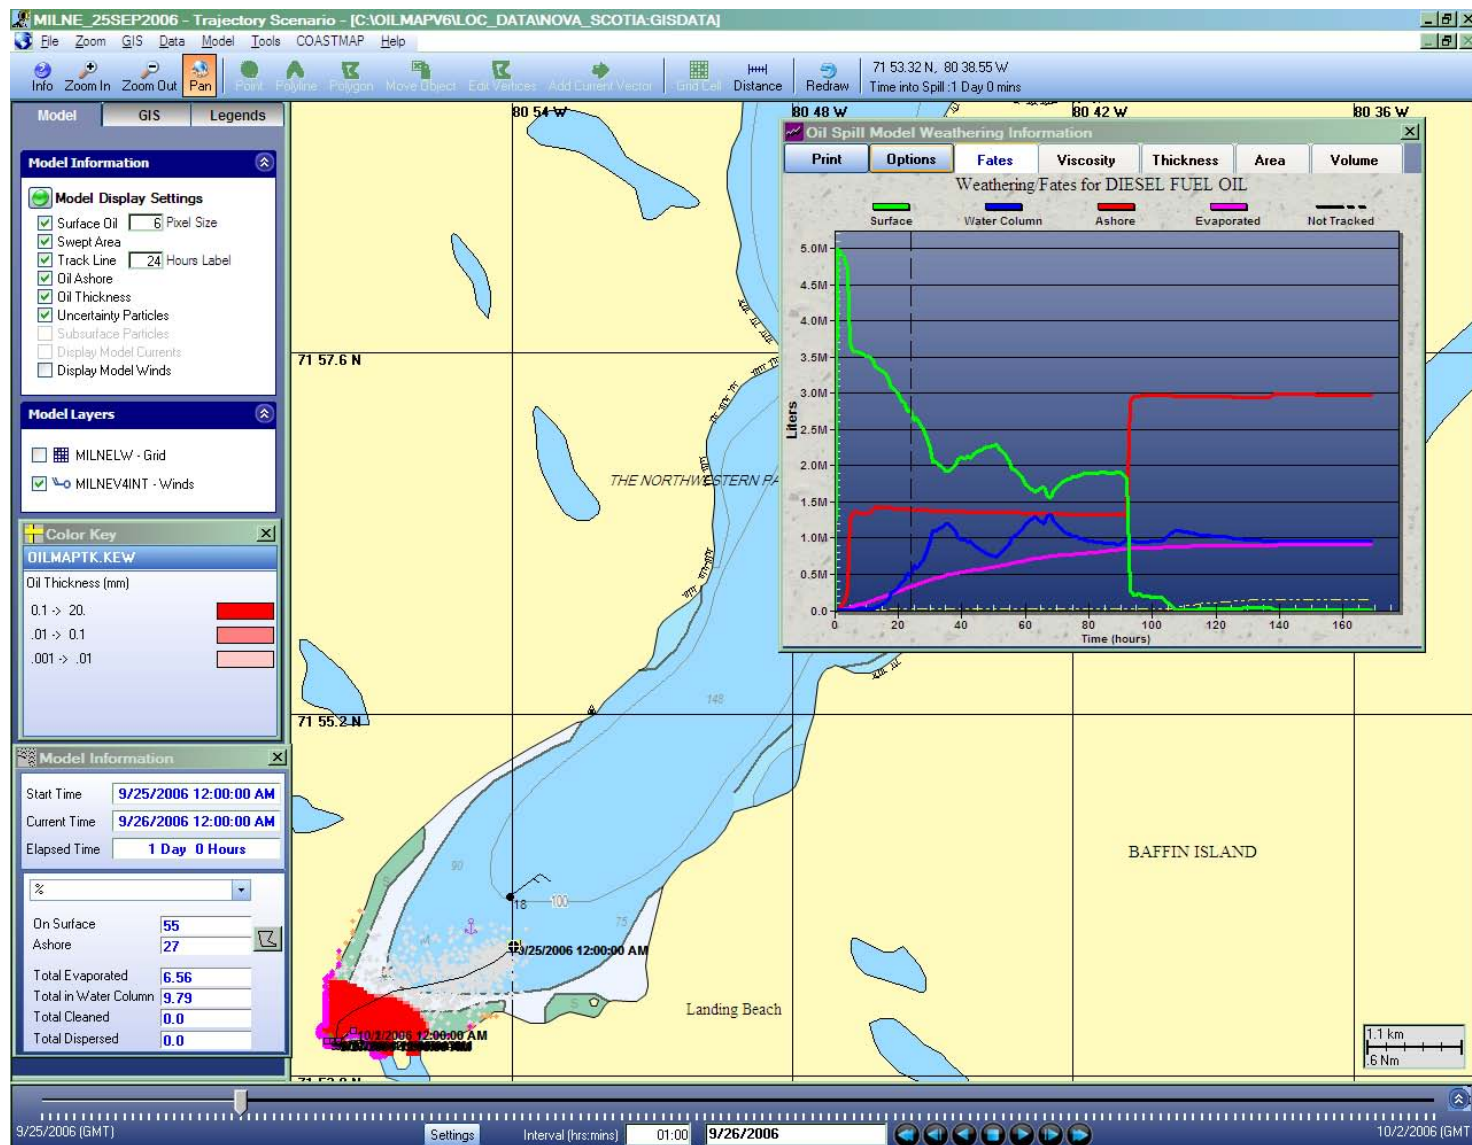 MILNE_25SEP2006 - Trajectory Scenario - [C:\OILMAPV6\LOC_DATA\NOVA_SCOTIA:GISDATA]
File Zoom GIS Data Model Tools COASTMAP Help
Info Zoom In Zoom Out Pan Point Polyline Polygon Move Object Edit Vertices Add Current Vector Grid Cell Distance Redraw
71 53.32 N, 80 38.55 W
Time into Spill :1 Day 0 mins
Model GIS Legends
Model Information
Model Display Settings
Surface Oil 6 Pixel Size
Swept Area
Track Line 24 Hours Label
Oil Ashore
Oil Thickness
Uncertainty Particles
Subsurface Particles
Display Model Currents
Display Model Winds
Model Layers
MILNELW - Grid
MILNEV4INT - Winds
Color Key
OILMAPTK.KEW
Oil Thickness (mm)
0.1 -> 20.
.01 -> 0.1
.001 -> .01
Model Information
Start Time 9/25/2006 12:00:00 AM
Current Time 9/26/2006 12:00:00 AM
Elapsed Time 1 Day 0 Hours
%
On Surface 55
Ashore 27
Total Evaporated 6.56
Total in Water Column 9.79
Total Cleaned 0.0
Total Dispersed 0.0
80 54 W 80 48 W 80 42 W 80 36 W
71 57.6 N
THE NORTHWESTERN PA
71 55.2 N
148
90
18
100
75
S
BAFFIN ISLAND
Landing Beach
9/25/2006 12:00:00 AM
10/2/2006 12:00:00 AM
1.1 km
.6 Nm
Oil Spill Model Weathering Information
Print Options Fates Viscosity Thickness Area Volume
Weathering/Fates for DIESEL FUEL OIL
Surface Water Column Ashore Evaporated Not Tracked
5.0M
4.5M
4.0M
3.5M
3.0M
2.5M
2.0M
1.5M
1.0M
0.5M
0.0
Liters
0 20 40 60 80 100 120 140 160
Time (hours)
9/25/2006 (GMT) Settings Interval (hrs:mins) 01:00 9/26/2006 10/2/2006 (GMT